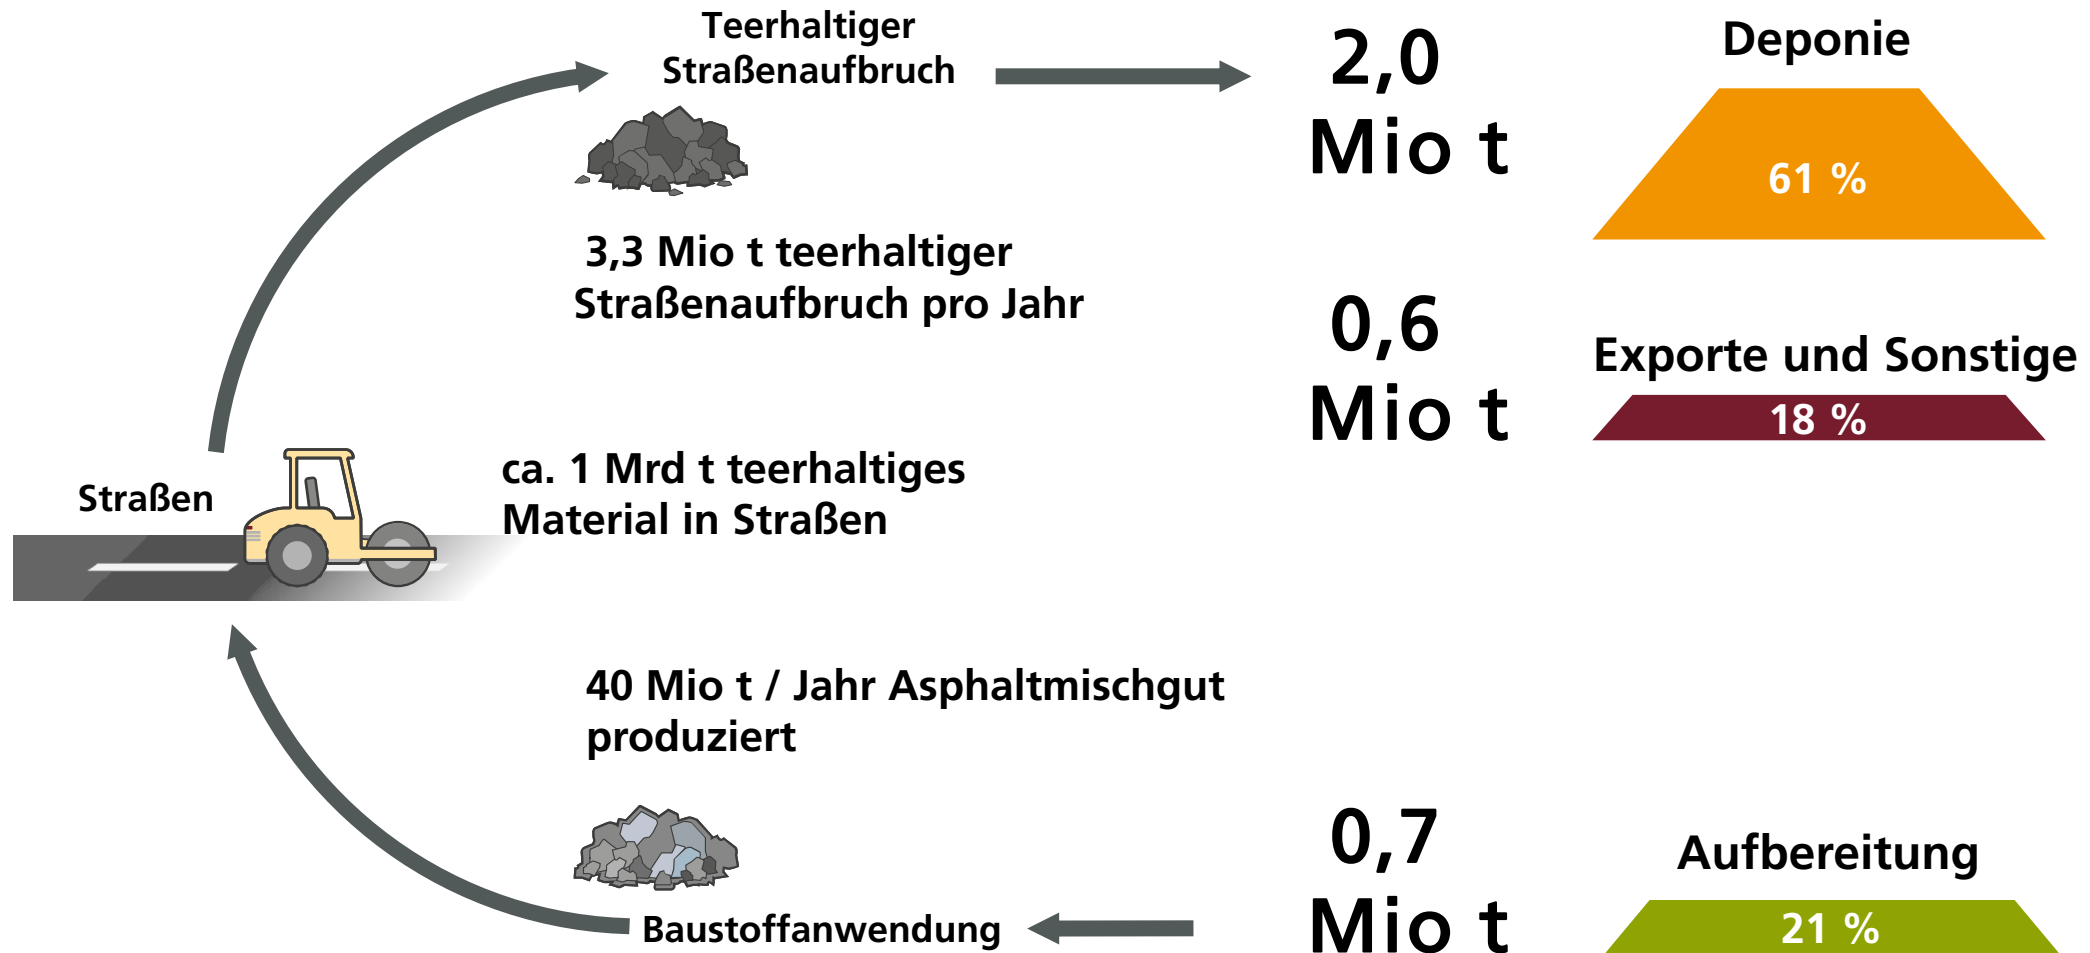 Teerhaltiger
Straßenaufbruch
2,0
Mio t
Deponie
61 %
3,3 Mio t teerhaltiger
Straßenaufbruch pro Jahr
0,6
Mio t
Exporte und Sonstige
18 %
Straßen
ca. 1 Mrd t teerhaltiges
Material in Straßen
40 Mio t / Jahr Asphaltmischgut
produziert
0,7
Mio t
Aufbereitung
21 %
Baustoffanwendung